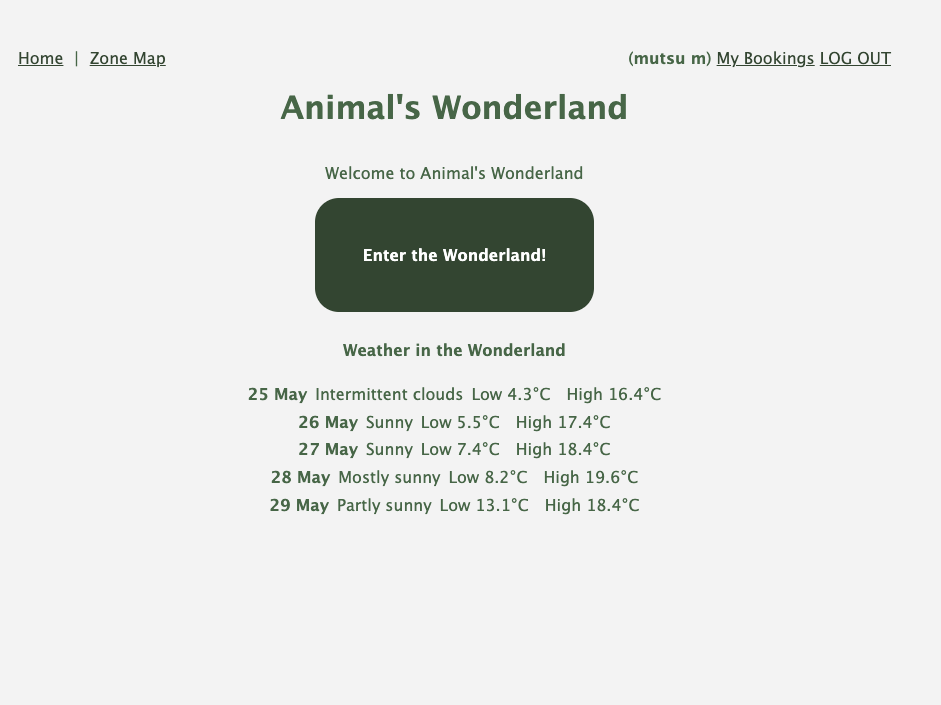 Home | Zone Map (mutsu m) My Bookings LOG OUT
Animal's Wonderland
Welcome to Animal's Wonderland
Enter the Wonderland!
Weather in the Wonderland
25 May Intermittent clouds Low 4.3°C High 16.4°C
26 May Sunny Low 5.5°C High 17.4°C
27 May Sunny Low 7.4°C High 18.4°C
28 May Mostly sunny Low 8.2°C High 19.6°C
29 May Partly sunny Low 13.1°C High 18.4°C